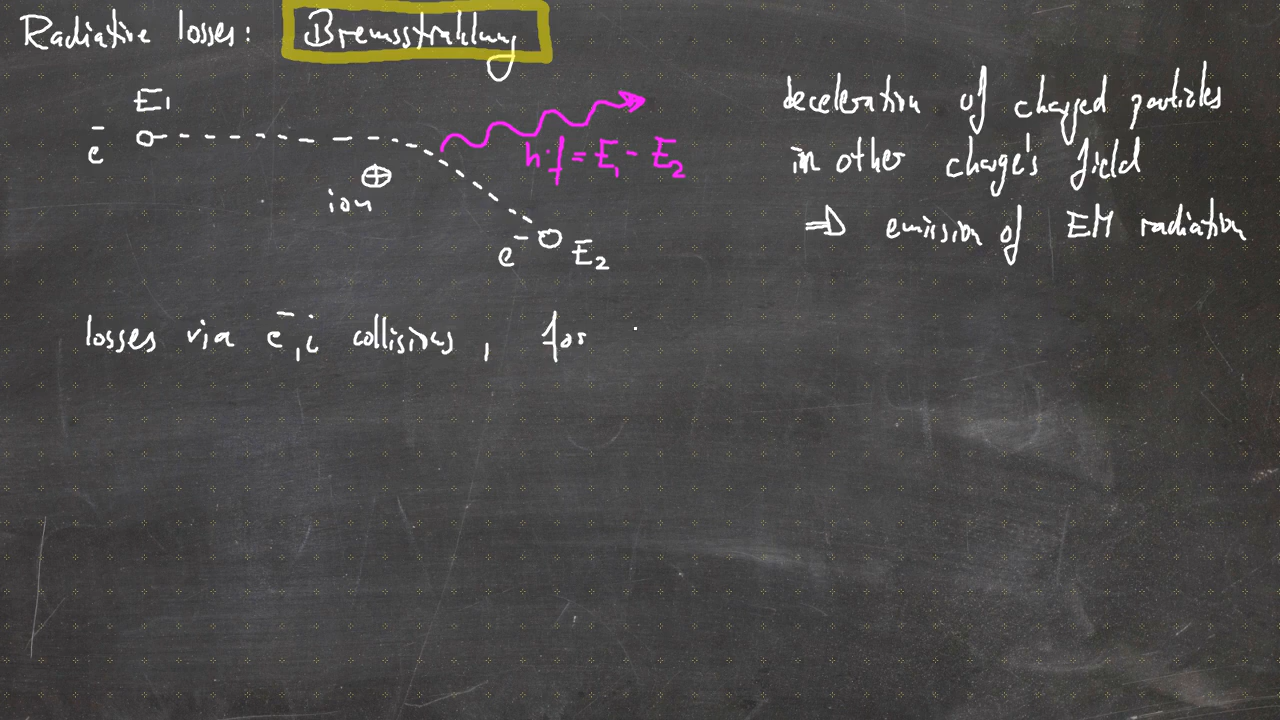 Radiative losses: Bremsstrahlung
E₁
e⁻
h·f = E₁ - E₂
ion
e⁻ E₂
deceleration of charged particles
in other charge's field
⇒ emission of EM radiation
losses via e⁻,i collisions, for